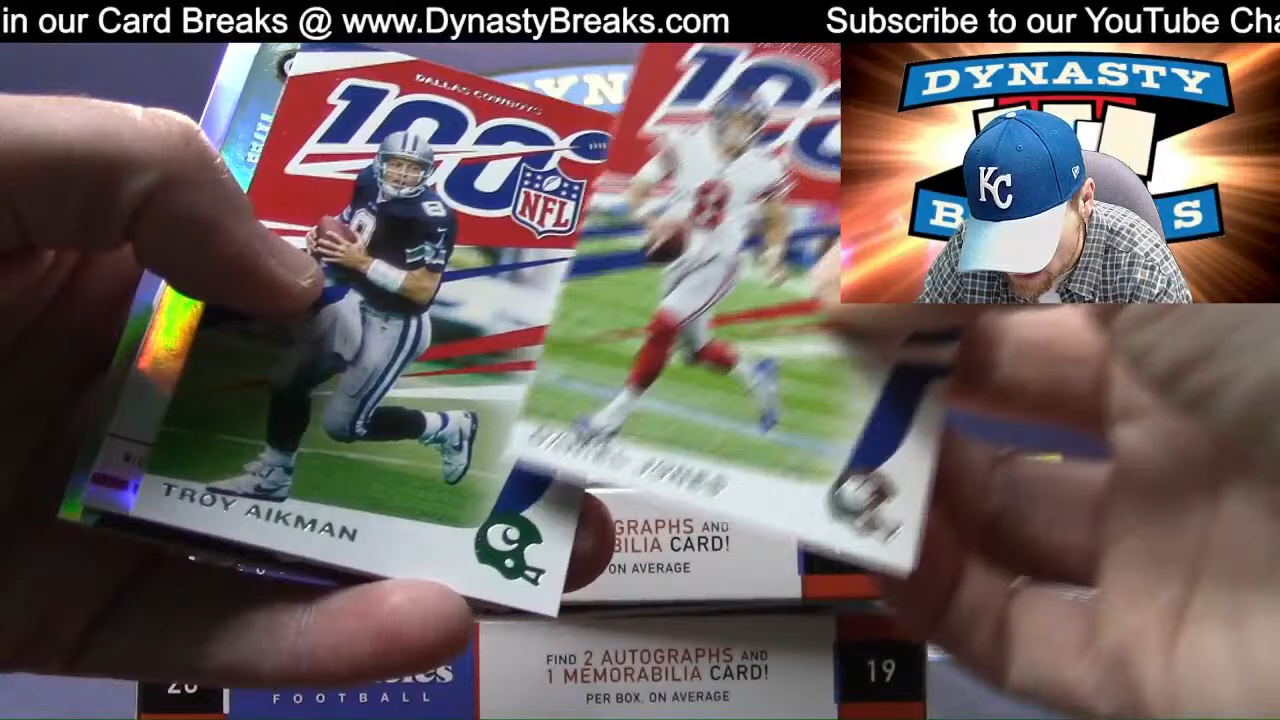 in our Card Breaks @ www.DynastyBreaks.com
Subscribe to our YouTube Cha
DYNASTY
KC
DALLAS COWBOYS
100
NFL
8
TROY AIKMAN
100
8
GRAPHS AND
BILIA CARD!
ON AVERAGE
FIND 2 AUTOGRAPHS AND
1 MEMORABILIA CARD!
PER BOX, ON AVERAGE
FOOTBALL
19